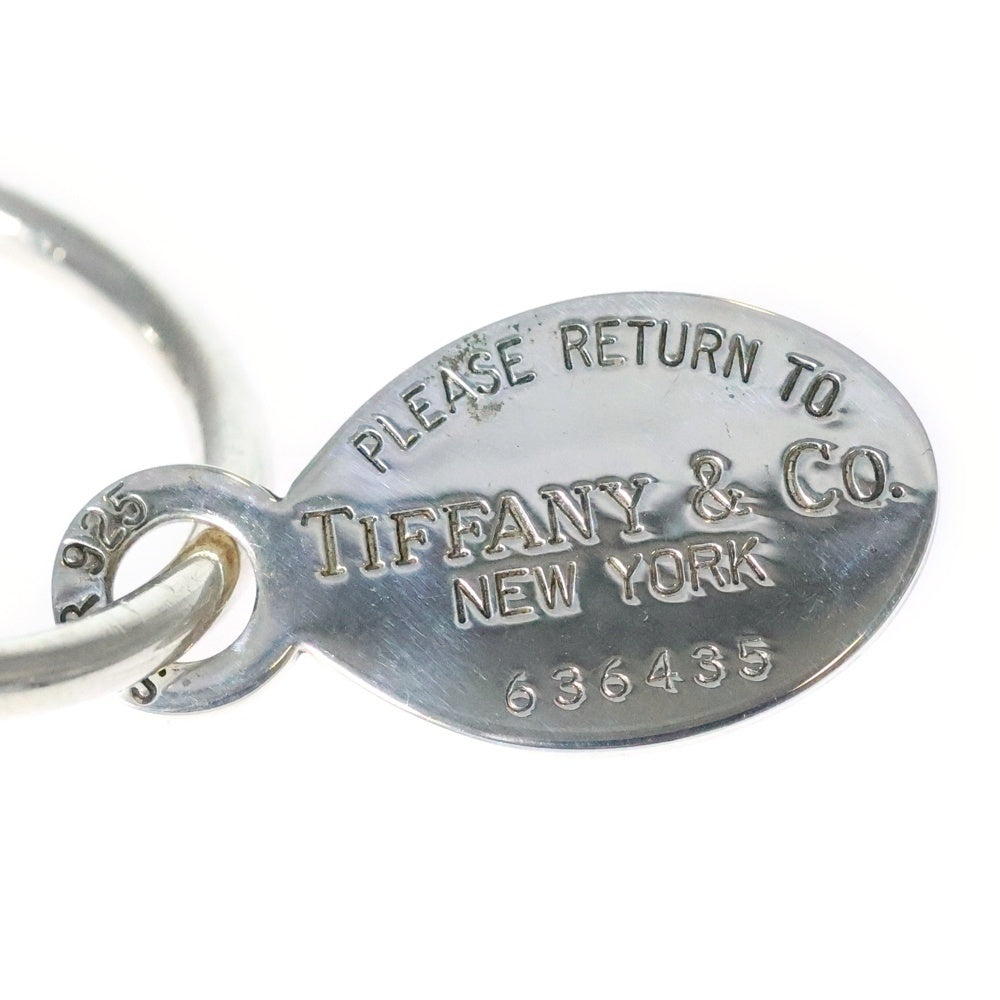 PLEASE RETURN TO
TIFFANY & CO.
NEW YORK
636435
925